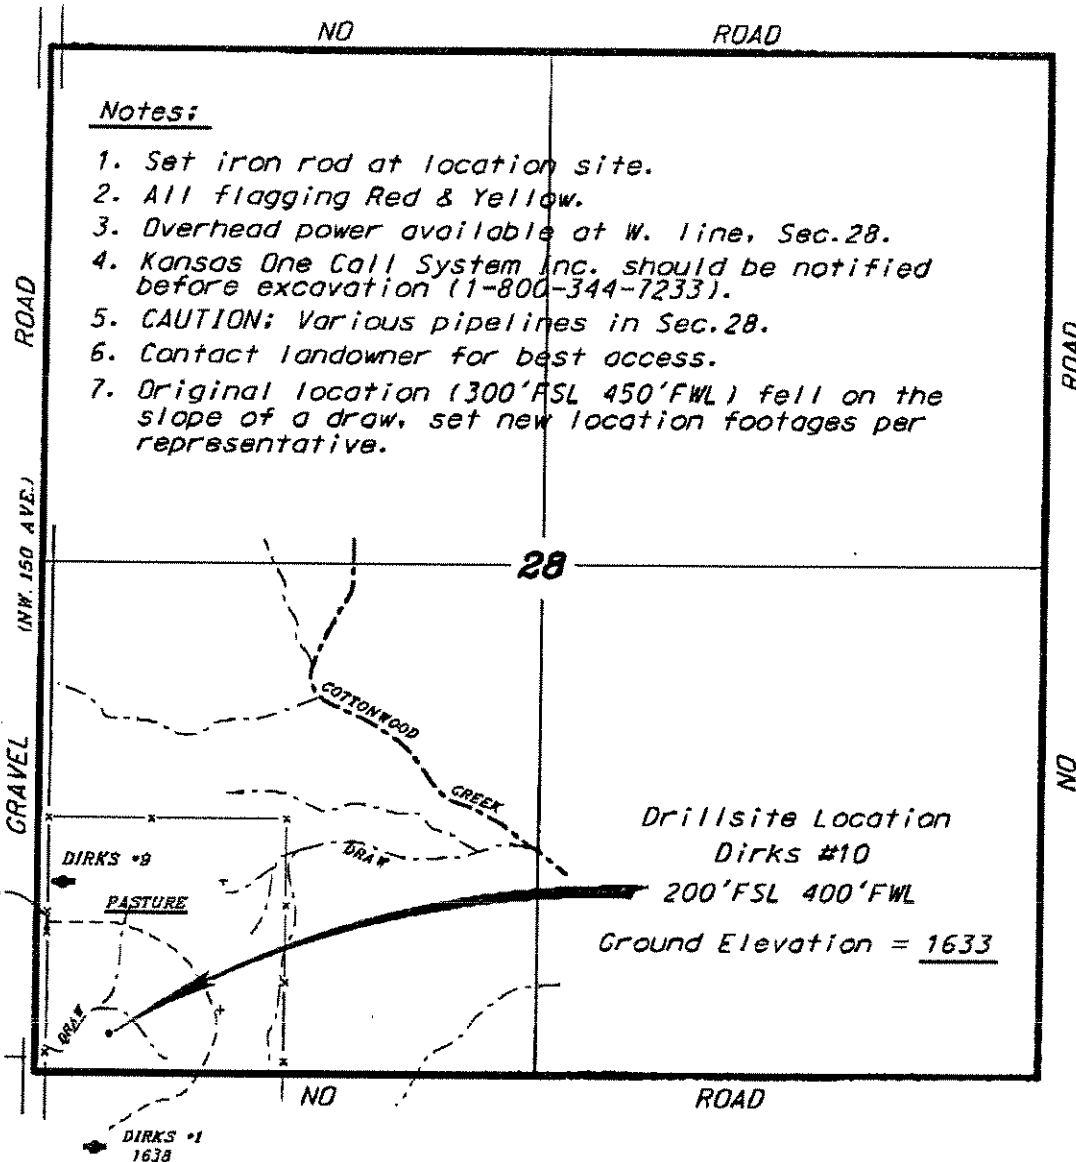 NO ROAD
Notes:
1. Set iron rod at location site.
2. All flagging Red & Yellow.
3. Overhead power available at W. line, Sec.28.
4. Kansas One Call System Inc. should be notified
before excavation (1-800-344-7233).
5. CAUTION: Various pipelines in Sec.28.
6. Contact landowner for best access.
7. Original location (300'FSL 450'FWL) fell on the
slope of a draw, set new location footages per
representative.
GRAVEL (NW. 150 AVE.) ROAD
NO ROAD
28
COTTONWOOD
CREEK
DRAW
DIRKS #9
PASTURE
DRAW
Drillsite Location
Dirks #10
200'FSL 400'FWL
Ground Elevation = 1633
NO ROAD
DIRKS #1
1638